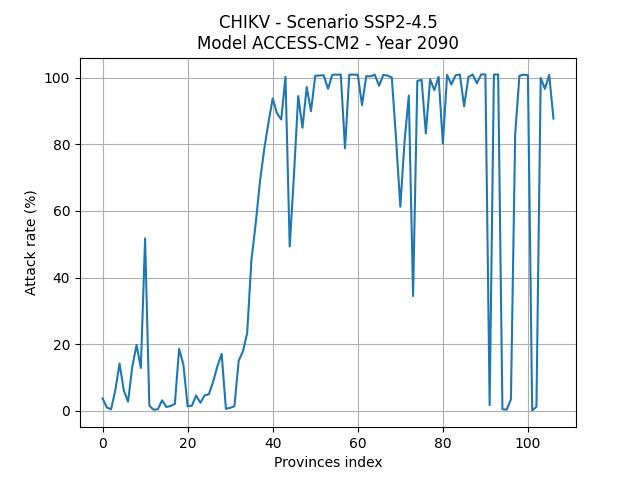 CHIKV - Scenario SSP2-4.5
Model ACCESS-CM2 - Year 2090
Attack rate (%)
100
80
60
40
20
0
0 20 40 60 80 100
Provinces index